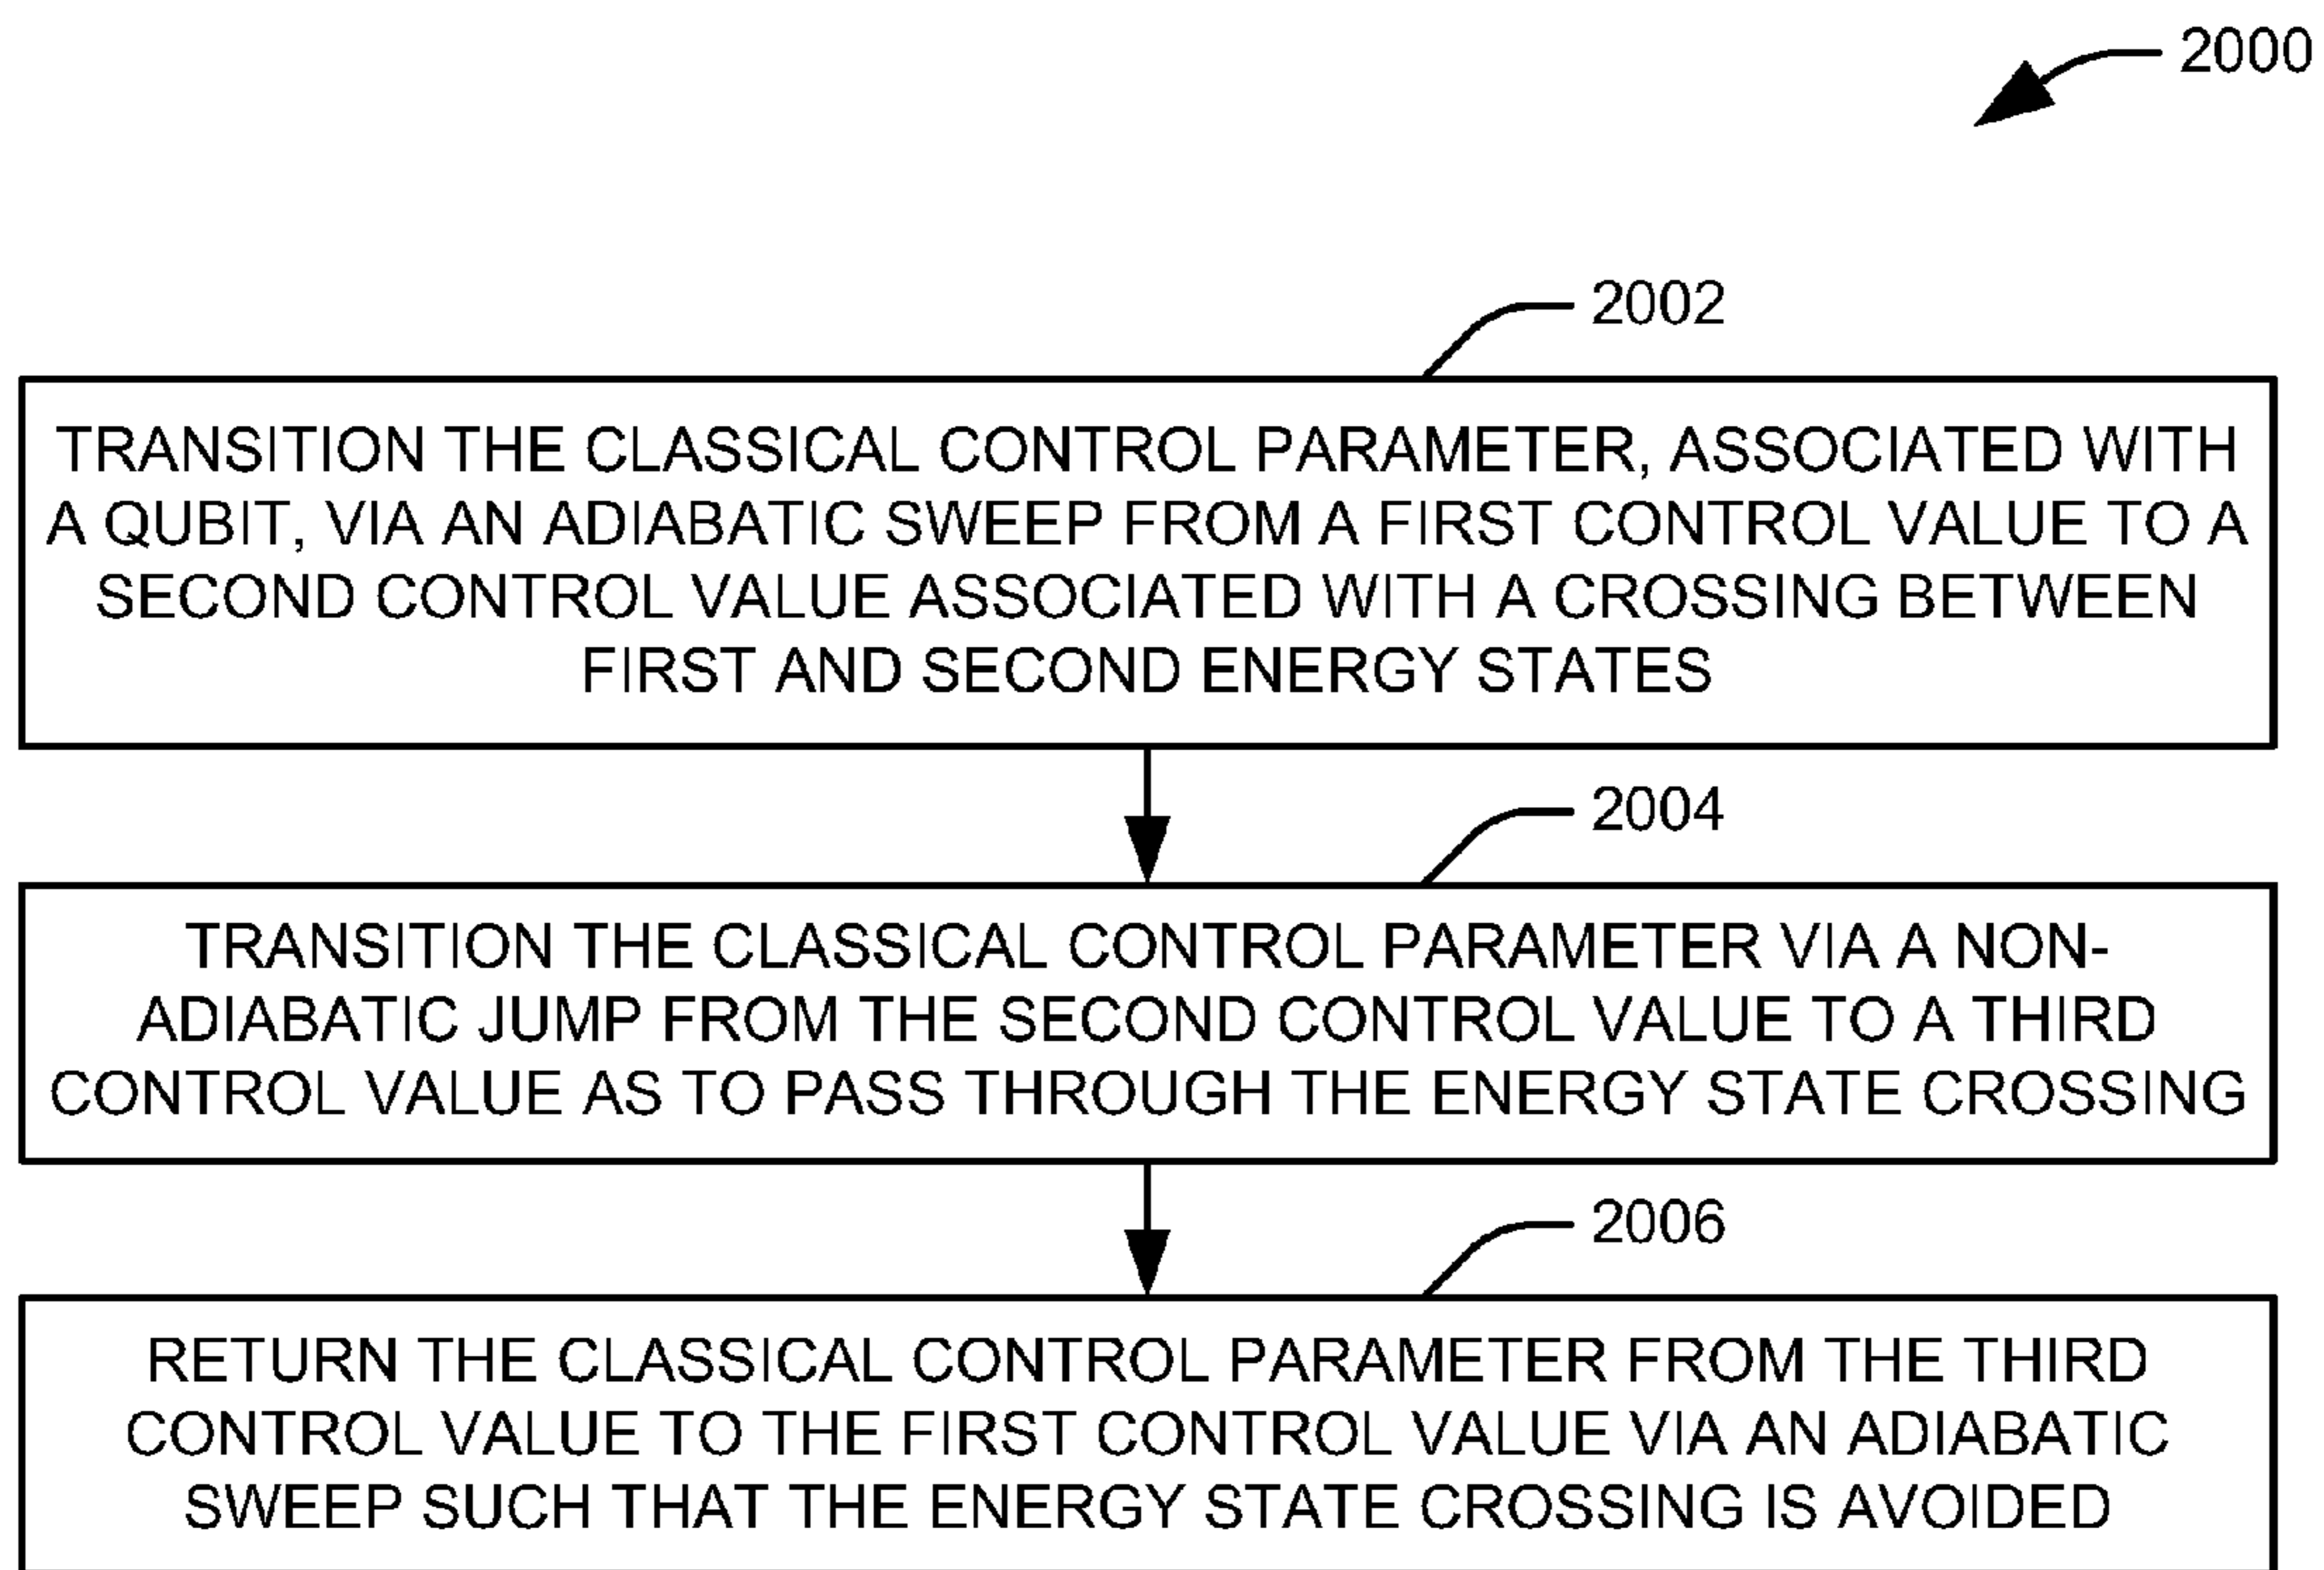 2000
2002
TRANSITION THE CLASSICAL CONTROL PARAMETER, ASSOCIATED WITH
A QUBIT, VIA AN ADIABATIC SWEEP FROM A FIRST CONTROL VALUE TO A
SECOND CONTROL VALUE ASSOCIATED WITH A CROSSING BETWEEN
FIRST AND SECOND ENERGY STATES
2004
TRANSITION THE CLASSICAL CONTROL PARAMETER VIA A NON-
ADIABATIC JUMP FROM THE SECOND CONTROL VALUE TO A THIRD
CONTROL VALUE AS TO PASS THROUGH THE ENERGY STATE CROSSING
2006
RETURN THE CLASSICAL CONTROL PARAMETER FROM THE THIRD
CONTROL VALUE TO THE FIRST CONTROL VALUE VIA AN ADIABATIC
SWEEP SUCH THAT THE ENERGY STATE CROSSING IS AVOIDED